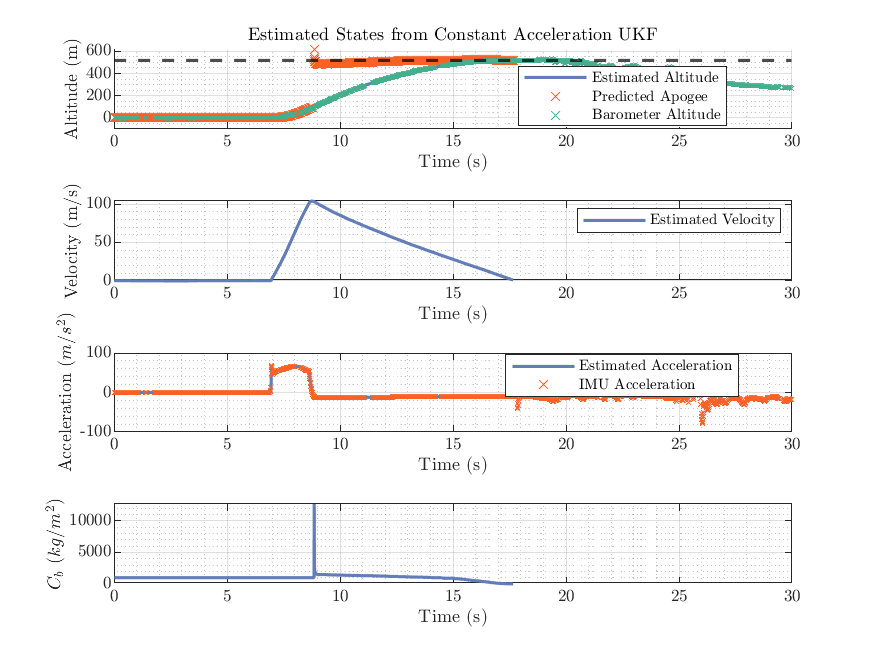 Estimated States from Constant Acceleration UKF
Altitude (m)
600
400
200
0
Estimated Altitude
Predicted Apogee
Barometer Altitude
0 5 10 15 20 25 30
Time (s)
Velocity (m/s)
100
50
0
Estimated Velocity
0 5 10 15 20 25 30
Time (s)
Acceleration (m/s²)
100
0
-100
Estimated Acceleration
IMU Acceleration
0 5 10 15 20 25 30
Time (s)
C_b (kg/m²)
10000
5000
0
0 5 10 15 20 25 30
Time (s)